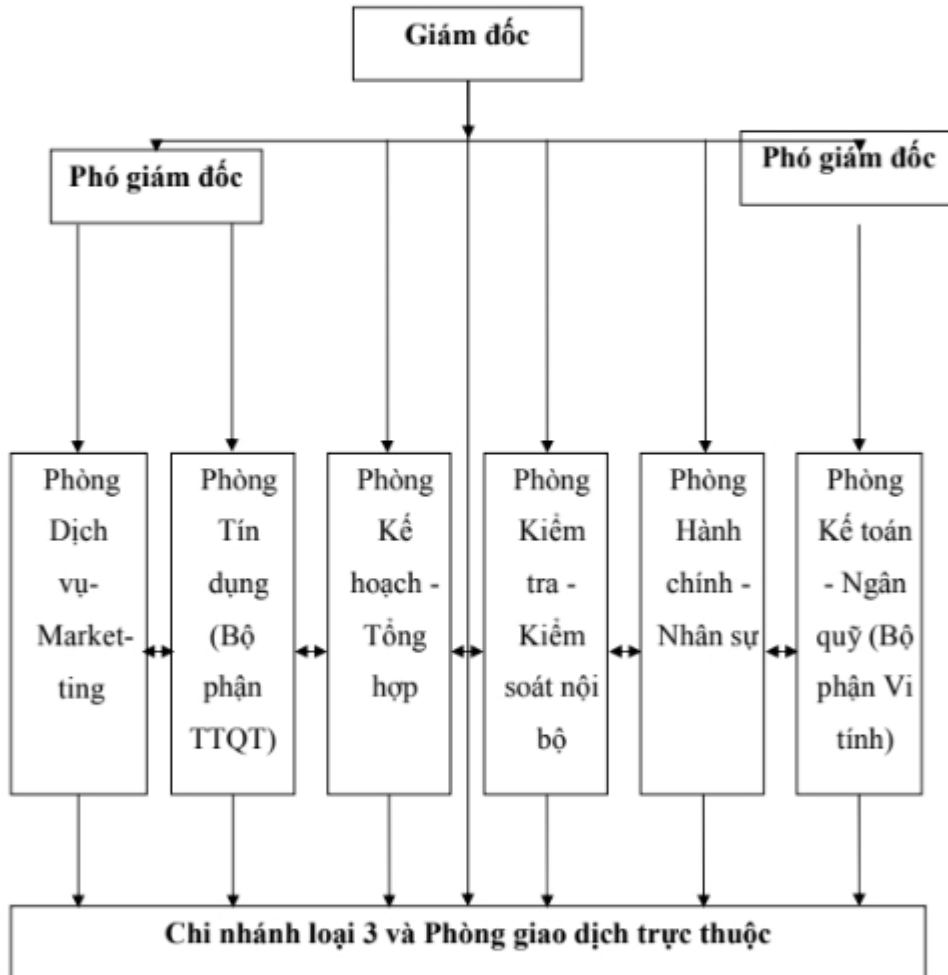 Giám đốc
Phó giám đốc
Phó giám đốc
Phòng
Dịch
vụ-
Market-
ting
Phòng
Tín
dụng
(Bộ
phận
TTQT)
Phòng
Kế
hoạch -
Tổng
hợp
Phòng
Kiểm
tra -
Kiểm
soát nội
bộ
Phòng
Hành
chính -
Nhân sự
Phòng
Kế toán
- Ngân
quỹ (Bộ
phận Vi
tính)
Chi nhánh loại 3 và Phòng giao dịch trực thuộc